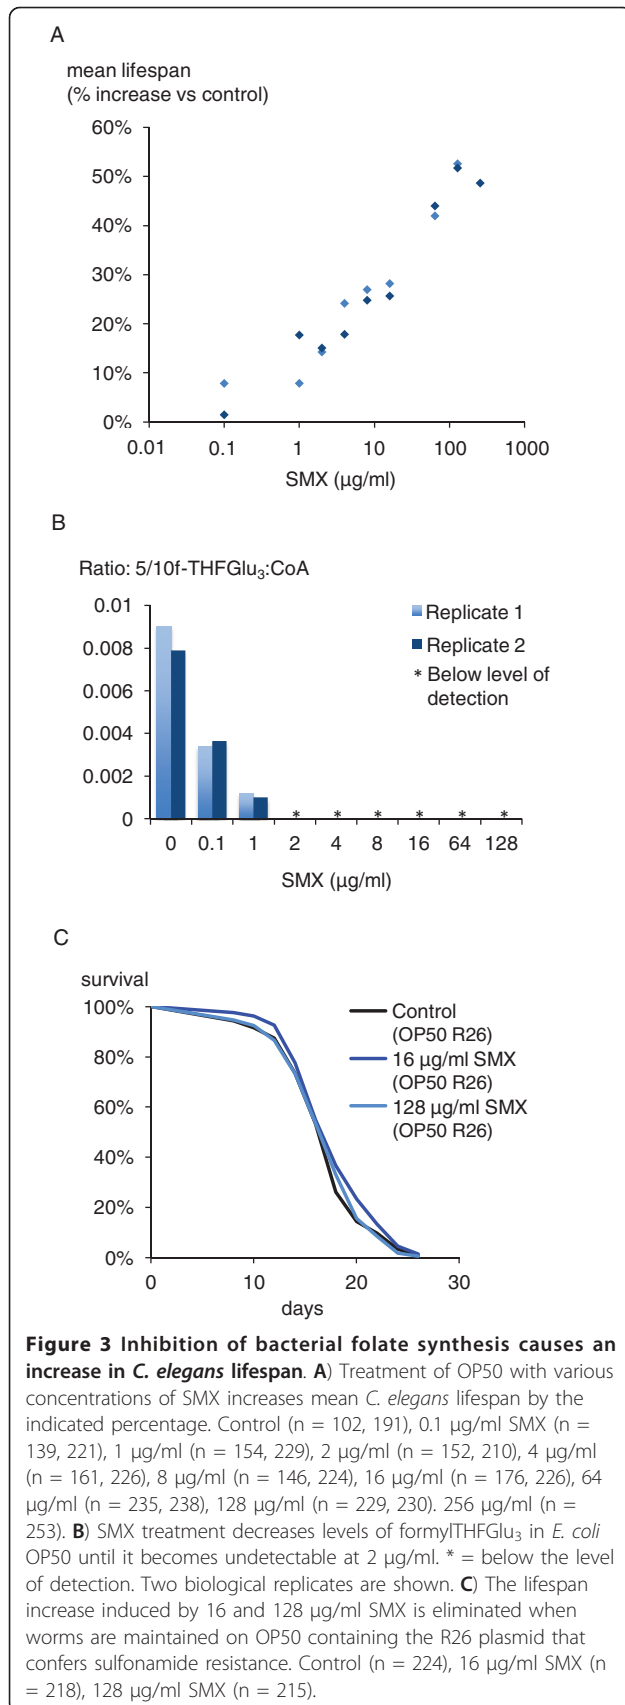 A
mean lifespan
(% increase vs control)
60%
50%
40%
30%
20%
10%
0%
0.01 0.1 1 10 100 1000
SMX (µg/ml)
B
Ratio: 5/10f-THFGlu₃:CoA
0.01
0.008
0.006
0.004
0.002
0
Replicate 1
Replicate 2
* Below level of
detection
* * * * * *
0 0.1 1 2 4 8 16 64 128
SMX (µg/ml)
C
survival
100%
80%
60%
40%
20%
0%
Control
(OP50 R26)
16 µg/ml SMX
(OP50 R26)
128 µg/ml SMX
(OP50 R26)
0 10 20 30
days
Figure 3 Inhibition of bacterial folate synthesis causes an
increase in C. elegans lifespan. A) Treatment of OP50 with various
concentrations of SMX increases mean C. elegans lifespan by the
indicated percentage. Control (n = 102, 191), 0.1 µg/ml SMX (n =
139, 221), 1 µg/ml (n = 154, 229), 2 µg/ml (n = 152, 210), 4 µg/ml
(n = 161, 226), 8 µg/ml (n = 146, 224), 16 µg/ml (n = 176, 226), 64
µg/ml (n = 235, 238), 128 µg/ml (n = 229, 230). 256 µg/ml (n =
253). B) SMX treatment decreases levels of formylTHFGlu₃ in E. coli
OP50 until it becomes undetectable at 2 µg/ml. * = below the level
of detection. Two biological replicates are shown. C) The lifespan
increase induced by 16 and 128 µg/ml SMX is eliminated when
worms are maintained on OP50 containing the R26 plasmid that
confers sulfonamide resistance. Control (n = 224), 16 µg/ml SMX (n
= 218), 128 µg/ml SMX (n = 215).